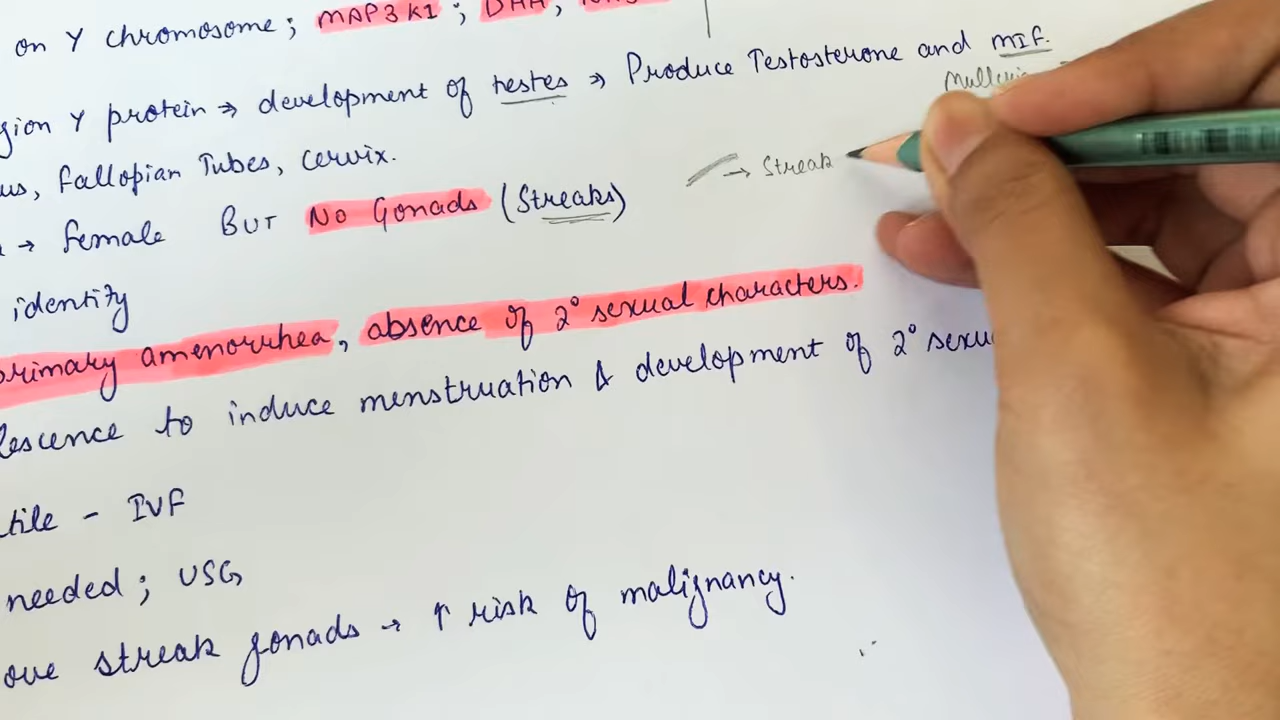 on Y chromosome; MAP3K1; DHH,
gion Y protein → development of testes → Produce Testosterone and MIF.
us, fallopian Tubes, cervix.
→ Streak
→ female BUT No Gonads (Streaks)
identity
primary amenorrhea, absence of 2° sexual characters.
lescence to induce menstruation & development of 2° sexu
tile - IVF
needed; USG
ove streak gonads → ↑ risk of malignancy.